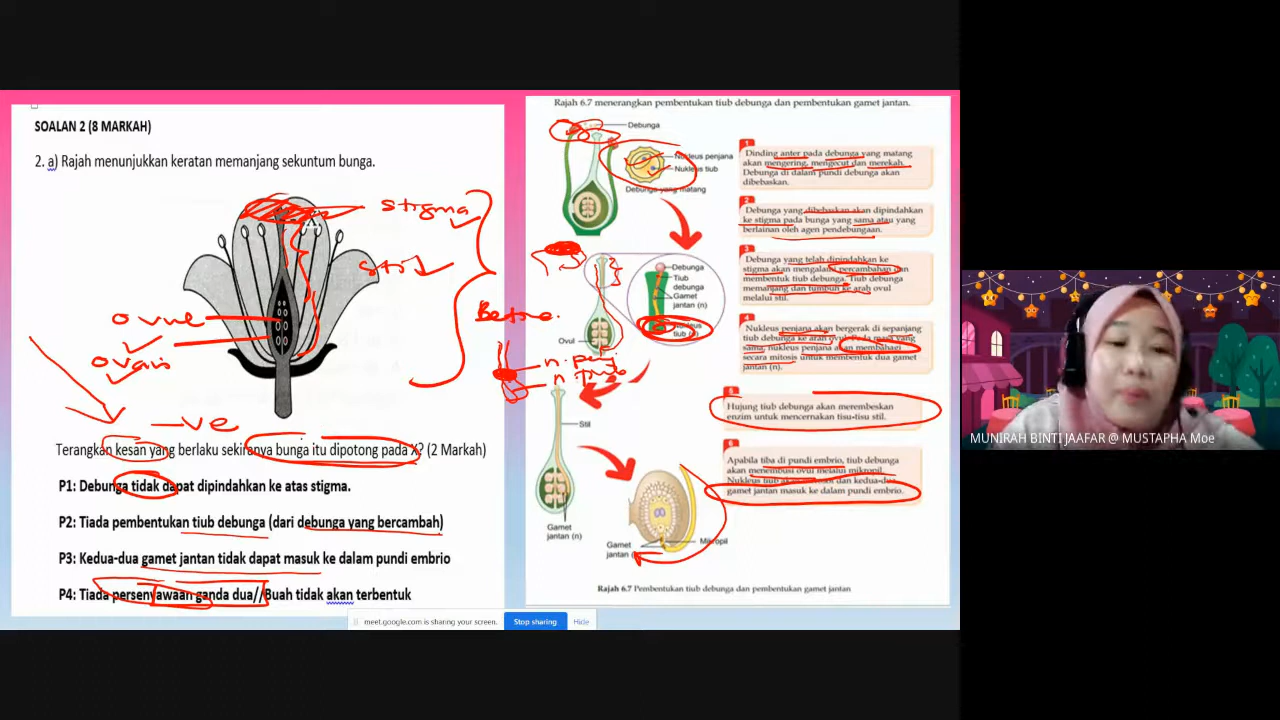 SOALAN 2 (8 MARKAH)
2. a) Rajah menunjukkan keratan memanjang sekuntum bunga.
stigma
stil
ovule
ovari
Betina
-ve
Terangkan kesan yang berlaku sekiranya bunga itu dipotong pada X? (2 Markah)
P1: Debunga tidak dapat dipindahkan ke atas stigma.
P2: Tiada pembentukan tiub debunga (dari debunga yang bercambah)
P3: Kedua-dua gamet jantan tidak dapat masuk ke dalam pundi embrio
P4: Tiada persenyawaan ganda dua//Buah tidak akan terbentuk
Rajah 6.7 menerangkan pembentukan tiub debunga dan pembentukan gamet jantan.
Debunga
Nukleus penjana
Nukleus tiub
Debunga yang matang
1
Dinding anter pada debunga yang matang
akan mengering, mengecut dan merekah.
Debunga di dalam pundi debunga akan
dibebaskan.
2
Debunga yang dibebaskan akan dipindahkan
ke stigma pada bunga yang sama atau yang
berlainan oleh agen pendebungaan.
3
Debunga yang telah dipindahkan ke
stigma akan mengalami percambahan dan
membentuk tiub debunga. Tiub debunga
memanjang dan tumbuh ke arah ovul
melalui stil.
4
Nukleus penjana akan bergerak di sepanjang
tiub debunga ke arah ovul. Pada masa yang
sama, nukleus penjana akan membahagi
secara mitosis untuk membentuk dua gamet
jantan (n).
5
Hujung tiub debunga akan merembeskan
enzim untuk mencernakan tisu-tisu stil.
6
Apabila tiba di pundi embrio, tiub debunga
akan menembusi ovul melalui mikropil.
Nukleus tiub akan dan kedua-dua
gamet jantan masuk ke dalam pundi embrio.
Debunga
Tiub
debunga
Gamet
jantan (n)
tiub (n)
Ovul
n. tiub
Stil
Gamet
jantan (n)
Gamet
jantan
Mikropil
Rajah 6.7 Pembentukan tiub debunga dan pembentukan gamet jantan
meet.google.com is sharing your screen.
Stop sharing
Hide
MUNIRAH BINTI JAAFAR @ MUSTAPHA Moe